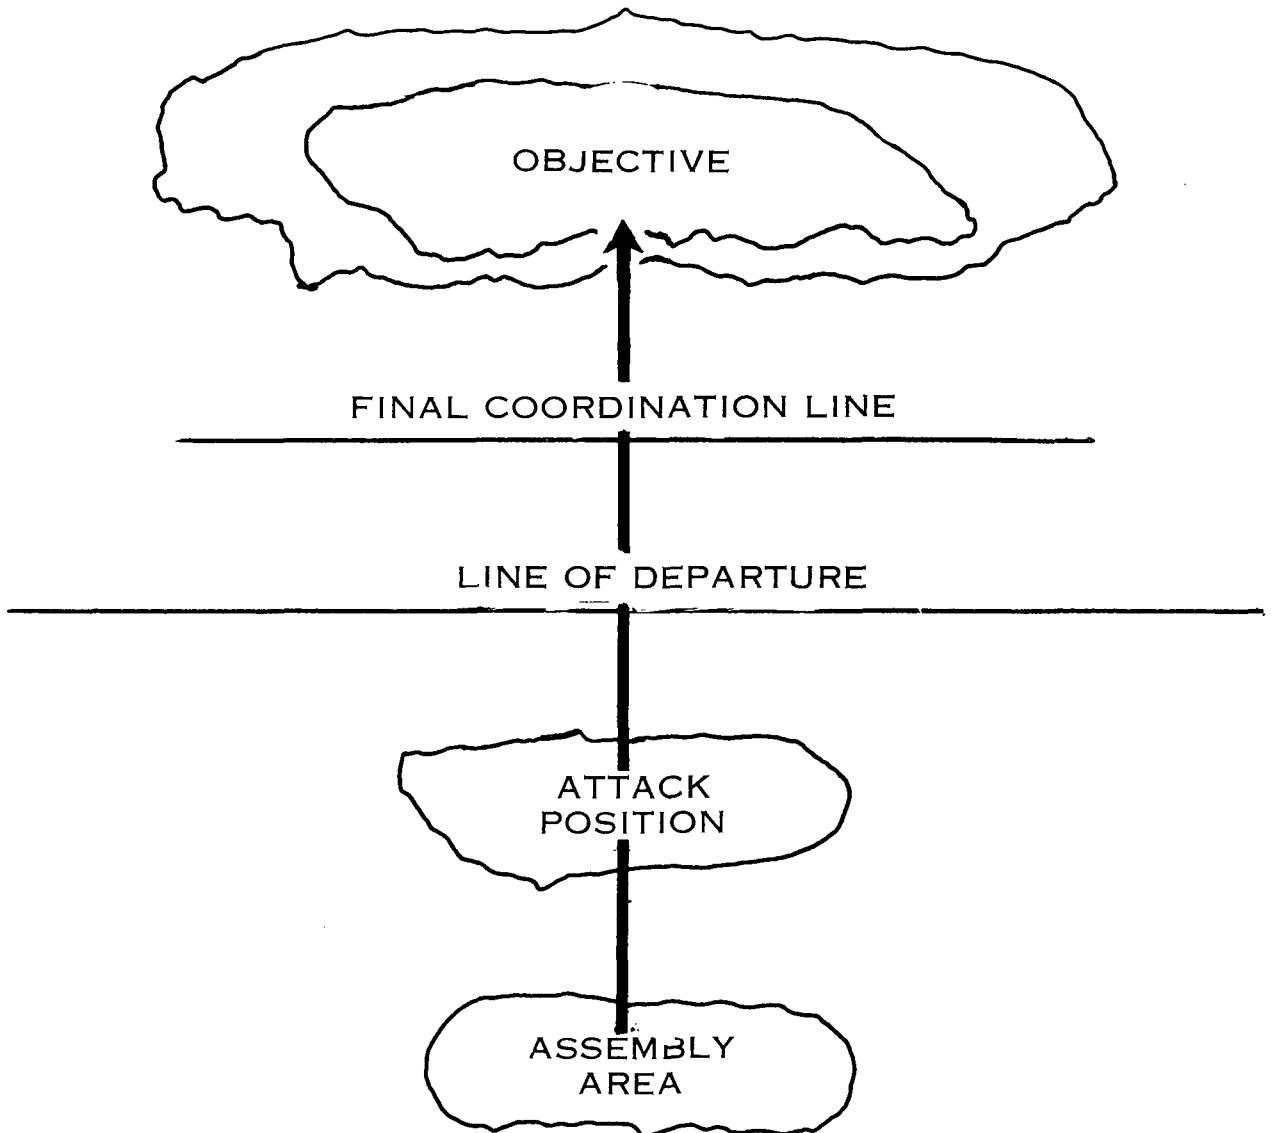 OBJECTIVE
FINAL COORDINATION LINE
LINE OF DEPARTURE
ATTACK
POSITION
ASSEMBLY
AREA